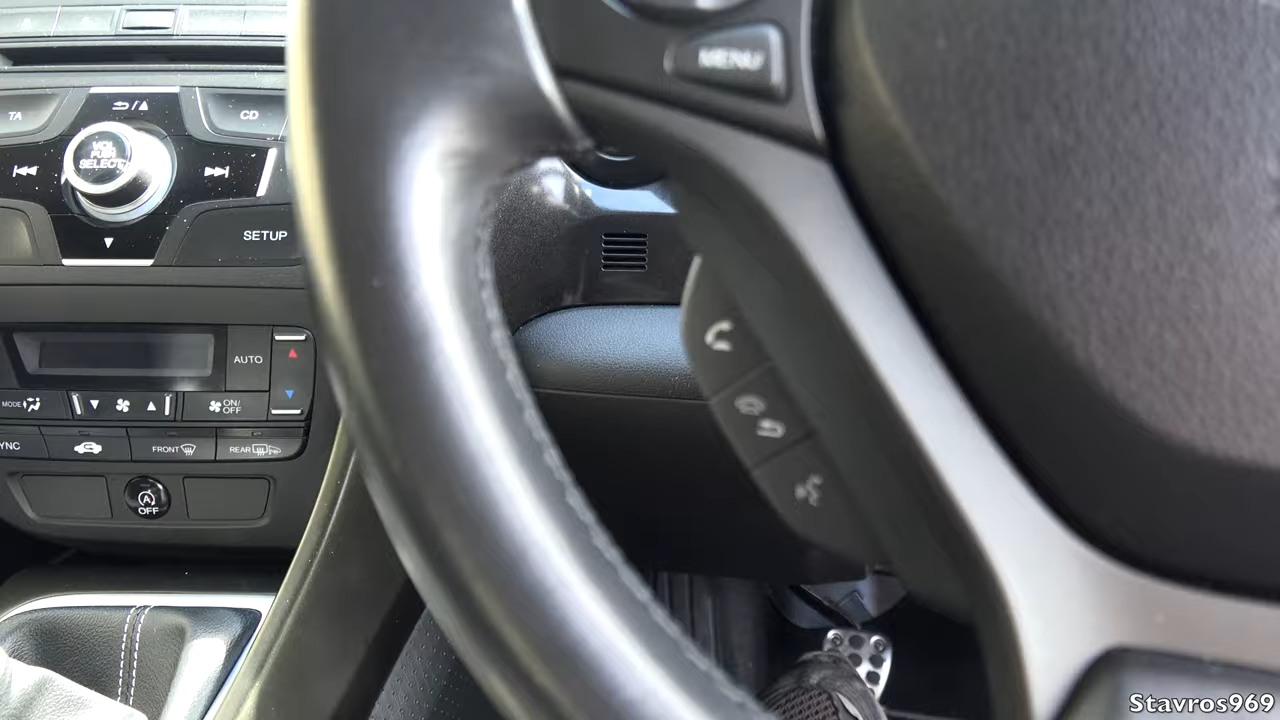 MENU
TA
CD
VOL
PUSH
SELECT
SETUP
AUTO
MODE
ON/
OFF
YNC
FRONT
REAR
A
OFF
Stavros969